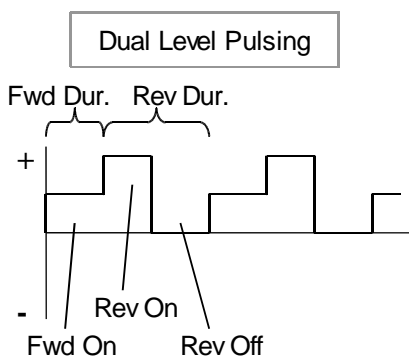 Dual Level Pulsing
Fwd Dur. Rev Dur.
+
-
Rev On
Fwd On Rev Off